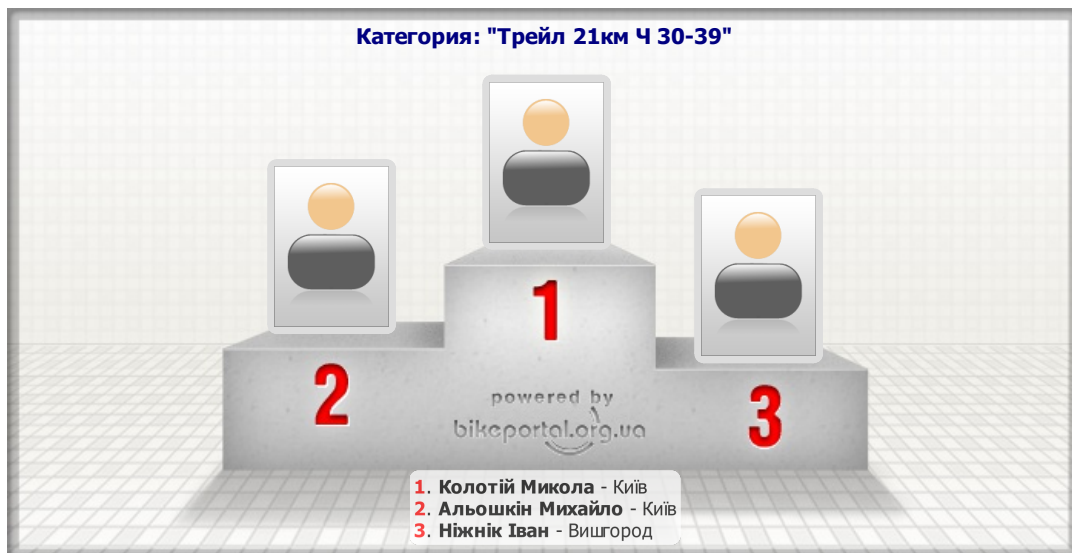 Категория: "Трейл 21км Ч 30-39"
1
2
3
powered by
bikeportal.org.ua
1. Колотій Микола - Київ
2. Альошкін Михайло - Київ
3. Ніжнік Іван - Вишгород